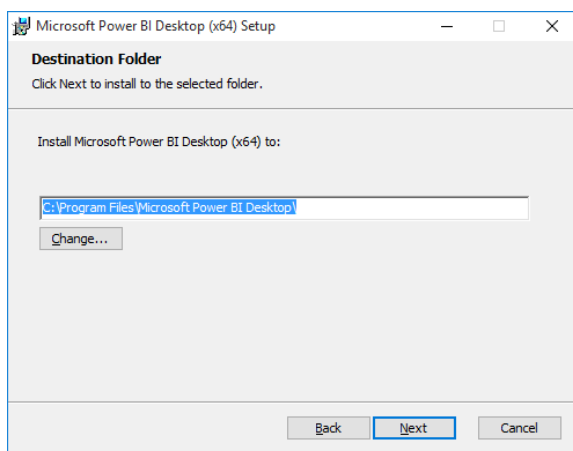 Microsoft Power BI Desktop (x64) Setup
Destination Folder
Click Next to install to the selected folder.
Install Microsoft Power BI Desktop (x64) to:
C:\Program Files\Microsoft Power BI Desktop\
Change...
Back Next Cancel